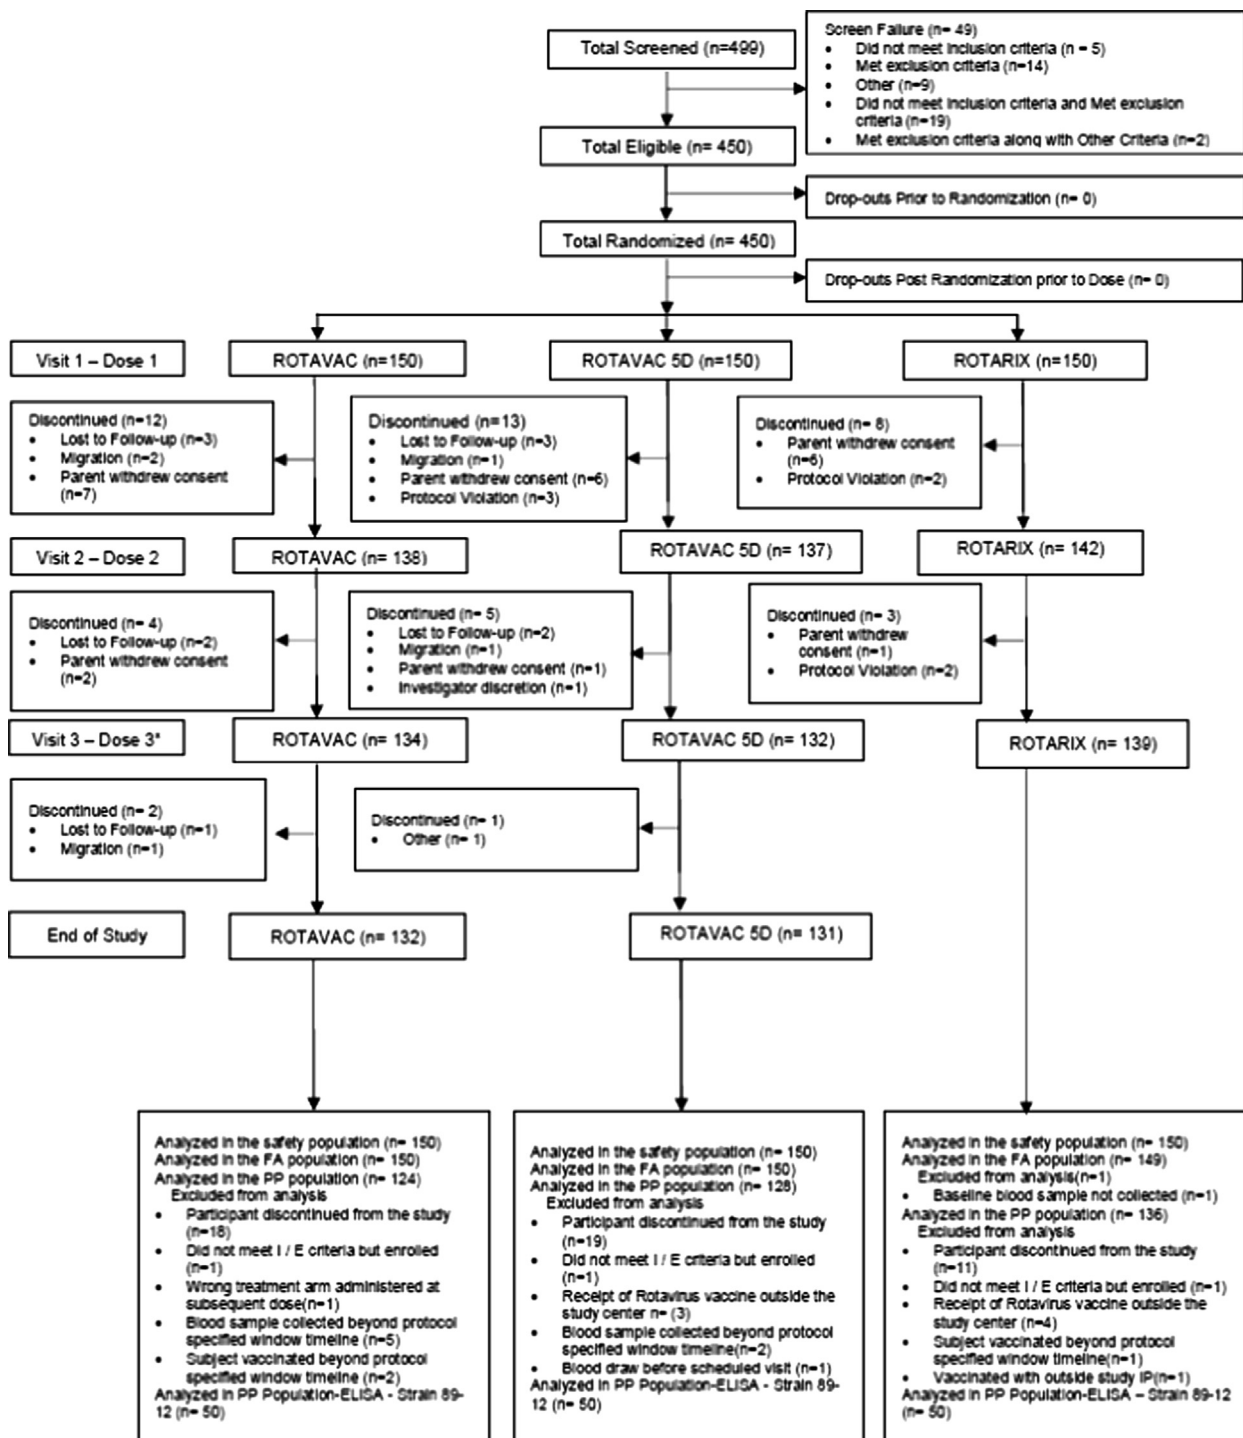 Total Screened (n=499)
Screen Failure (n= 49)
• Did not meet inclusion criteria (n = 5)
• Met exclusion criteria (n=14)
• Other (n=9)
• Did not meet inclusion criteria and Met exclusion
criteria (n=19)
• Met exclusion criteria along with Other Criteria (n=2)
Total Eligible (n= 450)
Drop-outs Prior to Randomization (n= 0)
Total Randomized (n= 450)
Drop-outs Post Randomization prior to Dose (n= 0)
Visit 1 – Dose 1
ROTAVAC (n=150)
ROTAVAC 5D (n=150)
ROTARIX (n=150)
Discontinued (n=12)
• Lost to Follow-up (n=3)
• Migration (n=2)
• Parent withdrew consent
(n=7)
Discontinued (n=13)
• Lost to Follow-up (n=3)
• Migration (n=1)
• Parent withdrew consent (n=6)
• Protocol Violation (n=3)
Discontinued (n= 8)
• Parent withdrew consent
(n=6)
• Protocol Violation (n=2)
Visit 2 – Dose 2
ROTAVAC (n= 138)
ROTAVAC 5D (n= 137)
ROTARIX (n= 142)
Discontinued (n= 4)
• Lost to Follow-up (n=2)
• Parent withdrew consent
(n=2)
Discontinued (n= 5)
• Lost to Follow-up (n=2)
• Migration (n=1)
• Parent withdrew consent (n=1)
• Investigator discretion (n=1)
Discontinued (n= 3)
• Parent withdrew
consent (n=1)
• Protocol Violation (n=2)
Visit 3 – Dose 3*
ROTAVAC (n= 134)
ROTAVAC 5D (n= 132)
ROTARIX (n= 139)
Discontinued (n= 2)
• Lost to Follow-up (n=1)
• Migration (n=1)
Discontinued (n= 1)
• Other (n= 1)
End of Study
ROTAVAC (n= 132)
ROTAVAC 5D (n= 131)
Analyzed in the safety population (n= 150)
Analyzed in the FA population (n= 150)
Analyzed in the PP population (n= 124)
Excluded from analysis
• Participant discontinued from the study
(n=18)
• Did not meet I / E criteria but enrolled
(n=1)
• Wrong treatment arm administered at
subsequent dose(n=1)
• Blood sample collected beyond protocol
specified window timeline (n=5)
• Subject vaccinated beyond protocol
specified window timeline (n=2)
Analyzed in PP Population-ELISA - Strain 89-
12 (n= 50)
Analyzed in the safety population (n= 150)
Analyzed in the FA population (n= 150)
Analyzed in the PP population (n= 128)
Excluded from analysis
• Participant discontinued from the study
(n=19)
• Did not meet I / E criteria but enrolled
(n=1)
• Receipt of Rotavirus vaccine outside the
study center n= (3)
• Blood sample collected beyond protocol
specified window timeline(n=2)
• Blood draw before scheduled visit (n=1)
Analyzed in PP Population-ELISA - Strain 89-
12 (n= 50)
Analyzed in the safety population (n= 150)
Analyzed in the FA population (n= 149)
Excluded from analysis(n=1)
• Baseline blood sample not collected (n=1)
Analyzed in the PP population (n= 136)
Excluded from analysis
• Participant discontinued from the study
(n=11)
• Did not meet I / E criteria but enrolled (n=1)
• Receipt of Rotavirus vaccine outside the
study center (n=4)
• Subject vaccinated beyond protocol
specified window timeline(n=1)
• Vaccinated with outside study IP(n=1)
Analyzed in PP Population-ELISA – Strain 89-12
(n= 50)